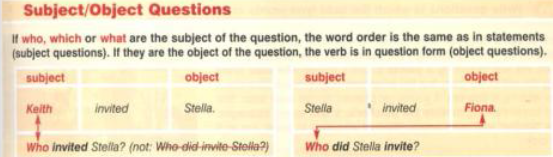 Subject/Object Questions
If who, which or what are the subject of the question, the word order is the same as in statements
(subject questions). If they are the object of the question, the verb is in question form (object questions).
subject object subject object
Keith invited Stella. Stella invited Fiona.
Who invited Stella? (not: Who did invite Stella?) Who did Stella invite?